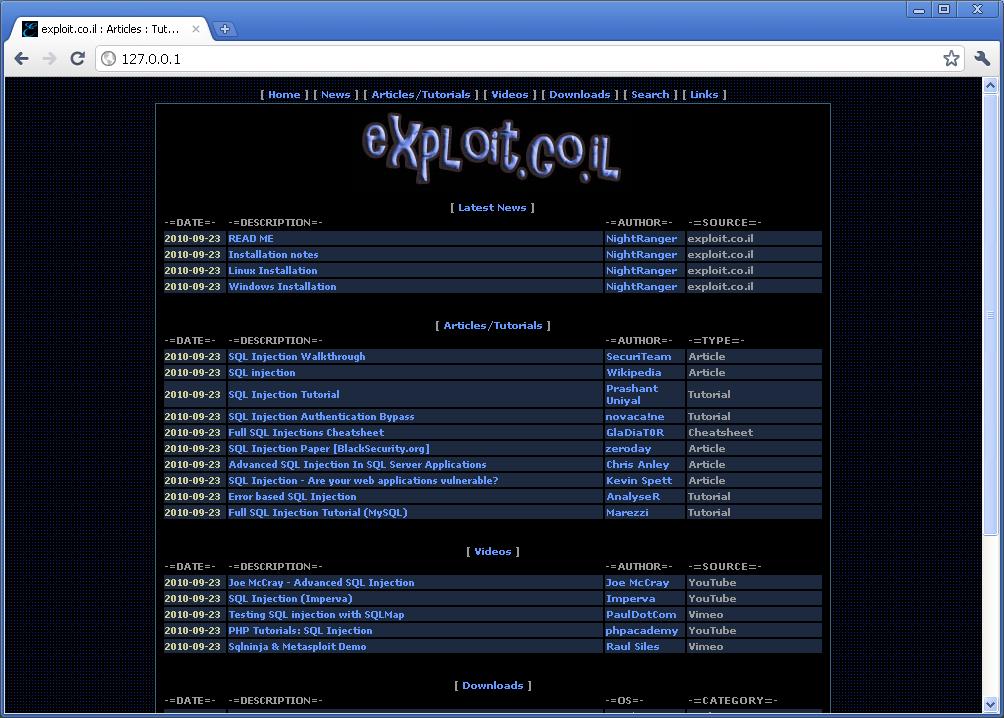 exploit.co.il : Articles : Tut...
127.0.0.1
[ Home ] [ News ] [ Articles/Tutorials ] [ Videos ] [ Downloads ] [ Search ] [ Links ]
eXPLOiT.CO.iL
[ Latest News ]
-=DATE=- -=DESCRIPTION=- -=AUTHOR=- -=SOURCE=-
2010-09-23 READ ME NightRanger exploit.co.il
2010-09-23 Installation notes NightRanger exploit.co.il
2010-09-23 Linux Installation NightRanger exploit.co.il
2010-09-23 Windows Installation NightRanger exploit.co.il
[ Articles/Tutorials ]
-=DATE=- -=DESCRIPTION=- -=AUTHOR=- -=TYPE=-
2010-09-23 SQL Injection Walkthrough SecuriTeam Article
2010-09-23 SQL injection Wikipedia Article
2010-09-23 SQL Injection Tutorial Prashant Uniyal Tutorial
2010-09-23 SQL Injection Authentication Bypass novaca!ne Tutorial
2010-09-23 Full SQL Injections Cheatsheet GlaDiaT0R Cheatsheet
2010-09-23 SQL Injection Paper [BlackSecurity.org] zeroday Article
2010-09-23 Advanced SQL Injection In SQL Server Applications Chris Anley Article
2010-09-23 SQL Injection - Are your web applications vulnerable? Kevin Spett Article
2010-09-23 Error based SQL Injection AnalyseR Tutorial
2010-09-23 Full SQL Injection Tutorial (MySQL) Marezzi Tutorial
[ Videos ]
-=DATE=- -=DESCRIPTION=- -=AUTHOR=- -=SOURCE=-
2010-09-23 Joe McCray - Advanced SQL Injection Joe McCray YouTube
2010-09-23 SQL Injection (Imperva) Imperva YouTube
2010-09-23 Testing SQL injection with SQLMap PaulDotCom Vimeo
2010-09-23 PHP Tutorials: SQL Injection phpacademy YouTube
2010-09-23 Sqlninja & Metasploit Demo Raul Siles Vimeo
[ Downloads ]
-=DATE=- -=DESCRIPTION=- -=OS=- -=CATEGORY=-